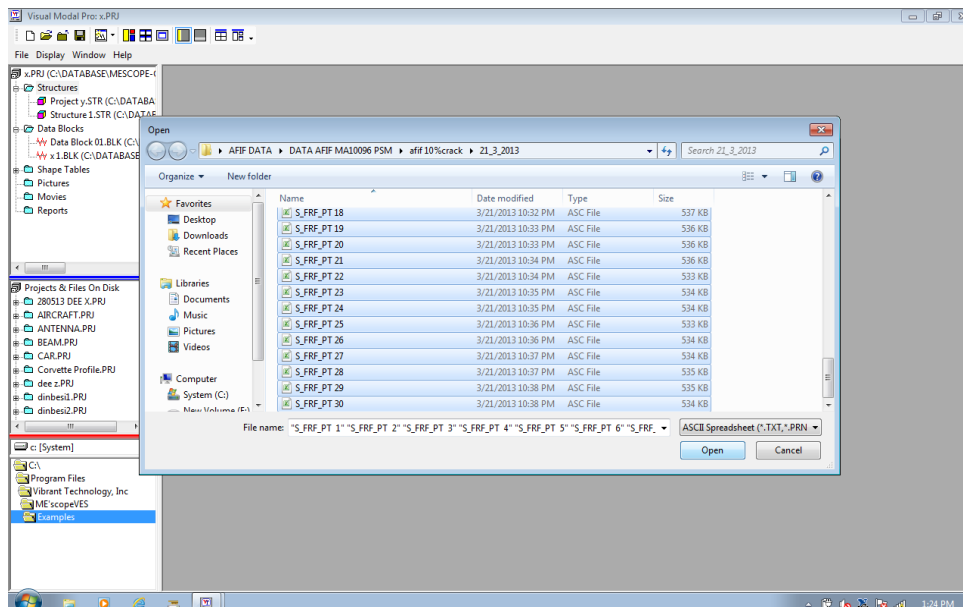 Visual Modal Pro: x.PRJ
File Display Window Help
x.PRJ (C:\DATABASE\MESCOPE-(
Structures
Project y.STR (C:\DATABA
Structure 1.STR (C:\DATAE
Data Blocks
Data Block 01.BLK (C:\
x 1.BLK (C:\DATABASE
Shape Tables
Pictures
Movies
Reports
Projects & Files On Disk
280513 DEE X.PRJ
AIRCRAFT.PRJ
ANTENNA.PRJ
BEAM.PRJ
CAR.PRJ
Corvette Profile.PRJ
dee z.PRJ
dinbesi1.PRJ
dinbesi2.PRJ
c: [System]
C:\
Program Files
Vibrant Technology, Inc
ME'scopeVES
Examples
Open
AFIF DATA DATA AFIF MA10096 PSM afif 10%crack 21_3_2013 Search 21_3_2013
Organize New folder
Favorites
Desktop
Downloads
Recent Places
Libraries
Documents
Music
Pictures
Videos
Computer
System (C:)
New Volume (E:)
Name Date modified Type Size
S_FRF_PT 18 3/21/2013 10:32 PM ASC File 537 KB
S_FRF_PT 19 3/21/2013 10:33 PM ASC File 536 KB
S_FRF_PT 20 3/21/2013 10:33 PM ASC File 533 KB
S_FRF_PT 21 3/21/2013 10:34 PM ASC File 536 KB
S_FRF_PT 22 3/21/2013 10:34 PM ASC File 533 KB
S_FRF_PT 23 3/21/2013 10:35 PM ASC File 534 KB
S_FRF_PT 24 3/21/2013 10:35 PM ASC File 534 KB
S_FRF_PT 25 3/21/2013 10:36 PM ASC File 533 KB
S_FRF_PT 26 3/21/2013 10:36 PM ASC File 534 KB
S_FRF_PT 27 3/21/2013 10:37 PM ASC File 534 KB
S_FRF_PT 28 3/21/2013 10:37 PM ASC File 535 KB
S_FRF_PT 29 3/21/2013 10:38 PM ASC File 535 KB
S_FRF_PT 30 3/21/2013 10:38 PM ASC File 534 KB
File name: "S_FRF_PT 1" "S_FRF_PT 2" "S_FRF_PT 3" "S_FRF_PT 4" "S_FRF_PT 5" "S_FRF_PT 6" "S_FRF_ ASCII Spreadsheet (*.TXT,*.PRN
Open Cancel
1:24 PM